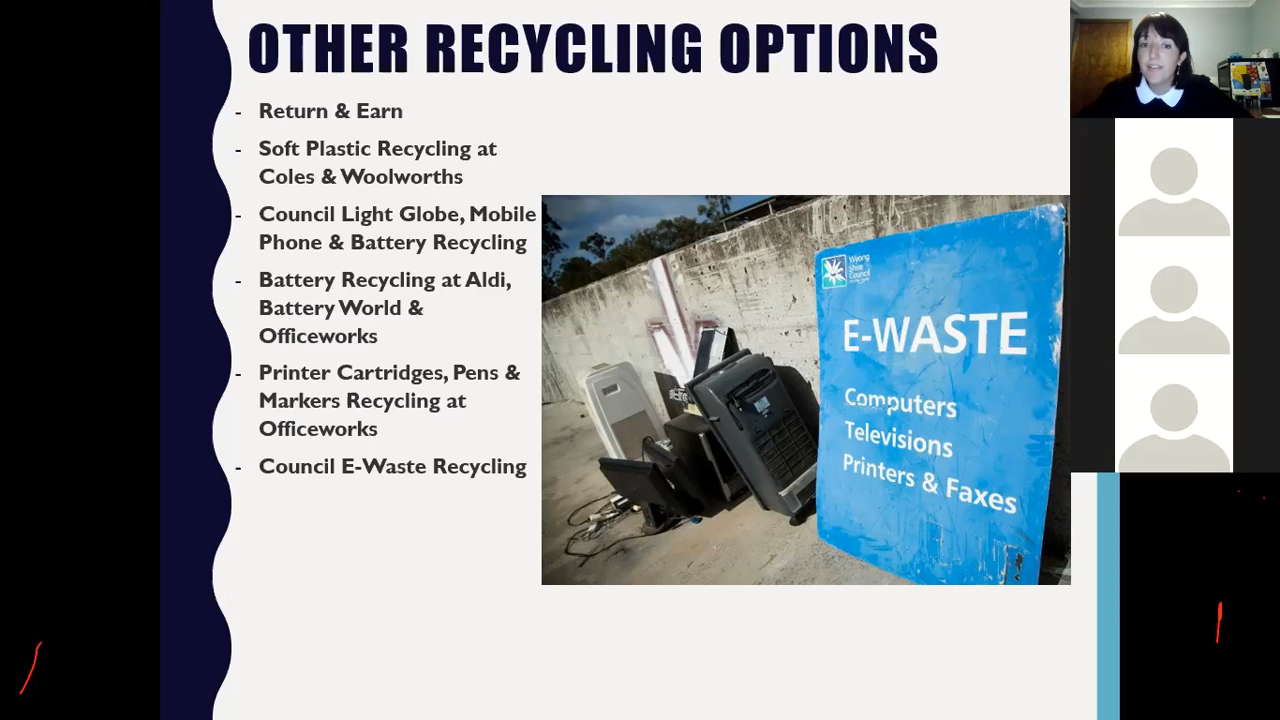 OTHER RECYCLING OPTIONS
- Return & Earn
- Soft Plastic Recycling at
Coles & Woolworths
- Council Light Globe, Mobile
Phone & Battery Recycling
- Battery Recycling at Aldi,
Battery World &
Officeworks
- Printer Cartridges, Pens &
Markers Recycling at
Officeworks
- Council E-Waste Recycling
Wyong
Shire
Council
E-WASTE
Computers
Televisions
Printers & Faxes